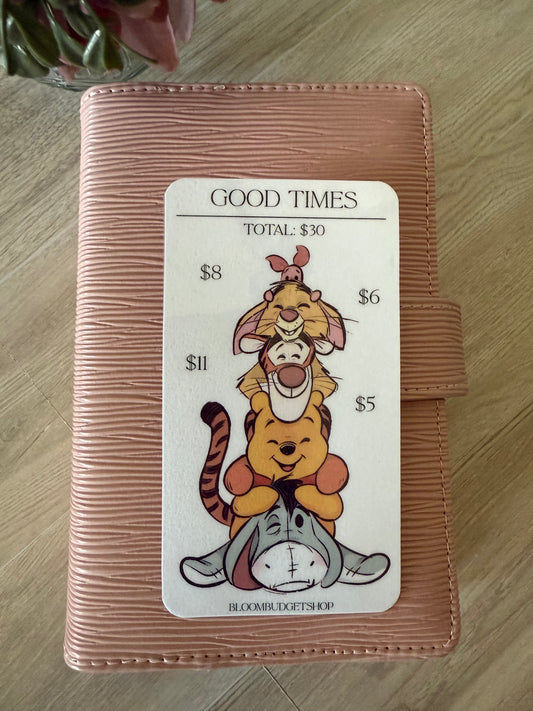 GOOD TIMES
TOTAL: $30
$8
$6
$11
$5
BLOOMBUDGETSHOP